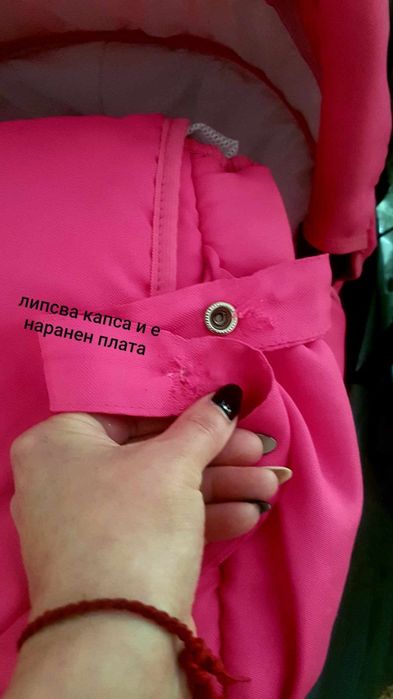 липсва капса и е
наранен плата